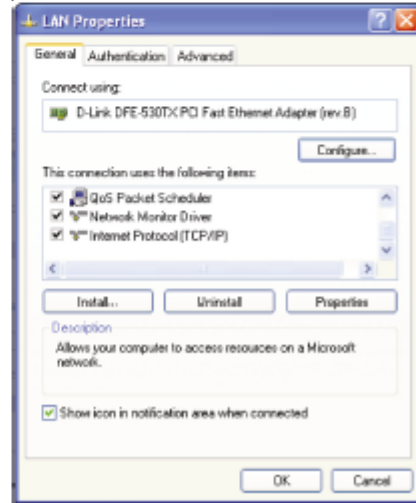 LAN Properties
General Authentication Advanced
Connect using:
D-Link DFE-530TX PCI Fast Ethernet Adapter (rev.B)
Configure...
This connection uses the following items:
QoS Packet Scheduler
Network Monitor Driver
Internet Protocol (TCP/IP)
Install... Uninstall Properties
Description
Allows your computer to access resources on a Microsoft
network.
Show icon in notification area when connected
OK Cancel